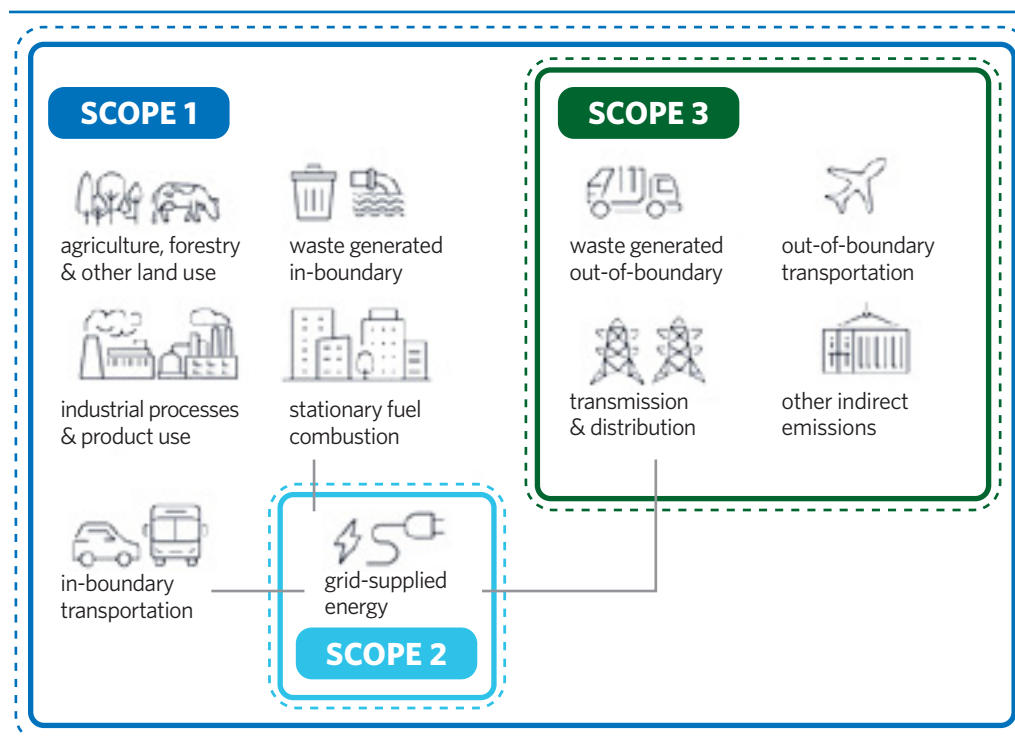 SCOPE 1
agriculture, forestry
& other land use
waste generated
in-boundary
industrial processes
& product use
stationary fuel
combustion
in-boundary
transportation
grid-supplied
energy
SCOPE 2
SCOPE 3
waste generated
out-of-boundary
out-of-boundary
transportation
transmission
& distribution
other indirect
emissions